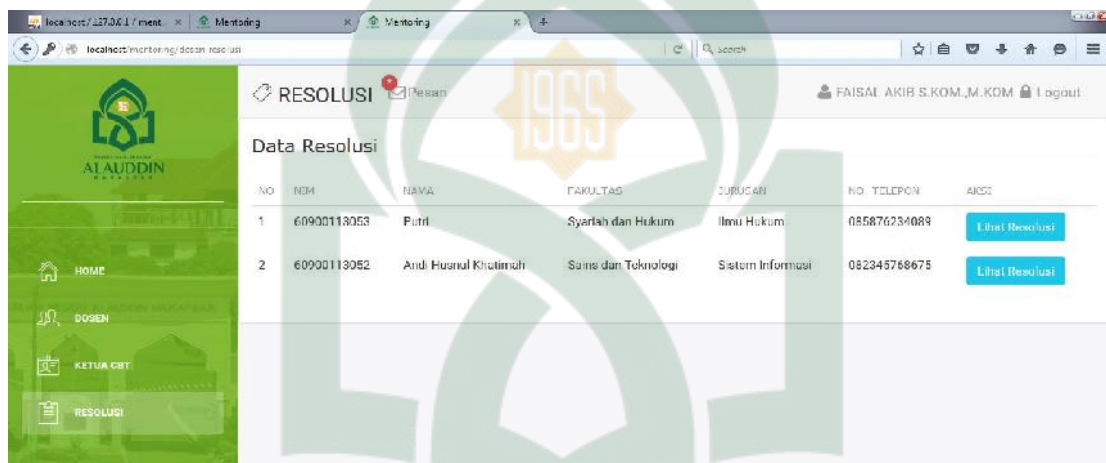 localhost / 127.0.0.1 / ment... Mentoring Mentoring
localhost/mentoring/dosen-resolusi Search
RESOLUSI Pesan FAISAL AKIB S.KOM.,M.KOM Logout
1965
ALAUDDIN
Data Resolusi
NO NIM NAMA FAKULTAS JURUSAN NO TELEPON AKSI
1 60900113053 Putri Syariah dan Hukum Ilmu Hukum 085876234089 Lihat Resolusi
2 60900113052 Andi Husnul Khatimah Sains dan Teknologi Sistem Informasi 082345768675 Lihat Resolusi
HOME
DOSEN
KETUA CBT
RESOLUSI